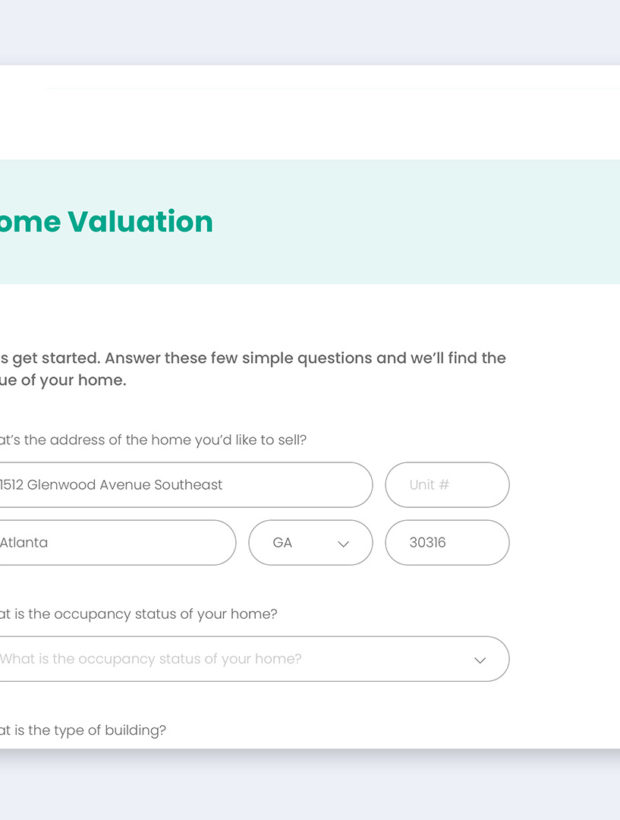 ome Valuation
s get started. Answer these few simple questions and we’ll find the
ue of your home.
at’s the address of the home you’d like to sell?
1512 Glenwood Avenue Southeast
Unit #
Atlanta
GA
30316
at is the occupancy status of your home?
What is the occupancy status of your home?
at is the type of building?